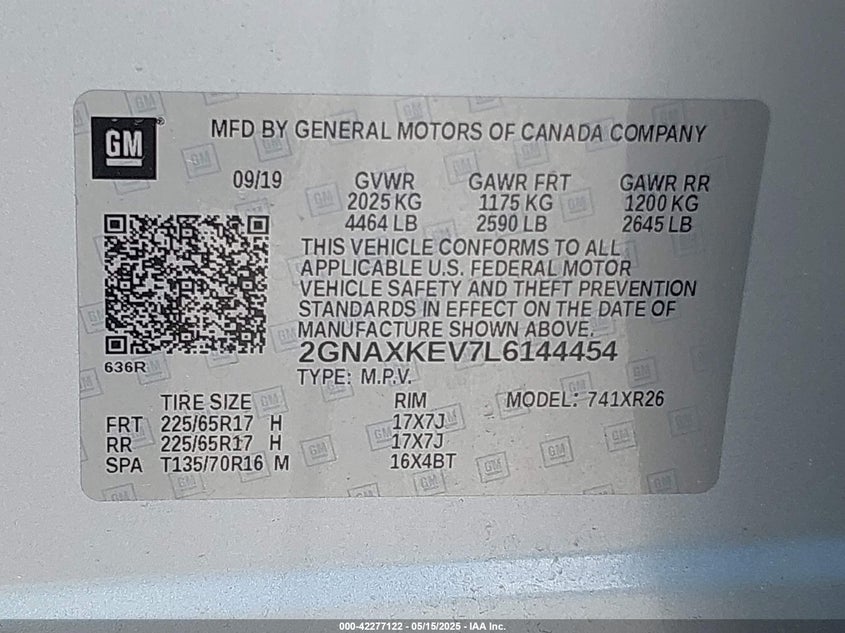 GM ® MFD BY GENERAL MOTORS OF CANADA COMPANY
09/19 GVWR GAWR FRT GAWR RR
2025 KG 1175 KG 1200 KG
4464 LB 2590 LB 2645 LB
THIS VEHICLE CONFORMS TO ALL
APPLICABLE U.S. FEDERAL MOTOR
VEHICLE SAFETY AND THEFT PREVENTION
STANDARDS IN EFFECT ON THE DATE OF
MANUFACTURE SHOWN ABOVE.
2GNAXKEV7L6144454
636R
TYPE: M.P.V.
TIRE SIZE RIM MODEL: 741XR26
FRT 225/65R17 H 17X7J
RR 225/65R17 H 17X7J
SPA T135/70R16 M 16X4BT
000-42277122 - 05/15/2025 - IAA Inc.